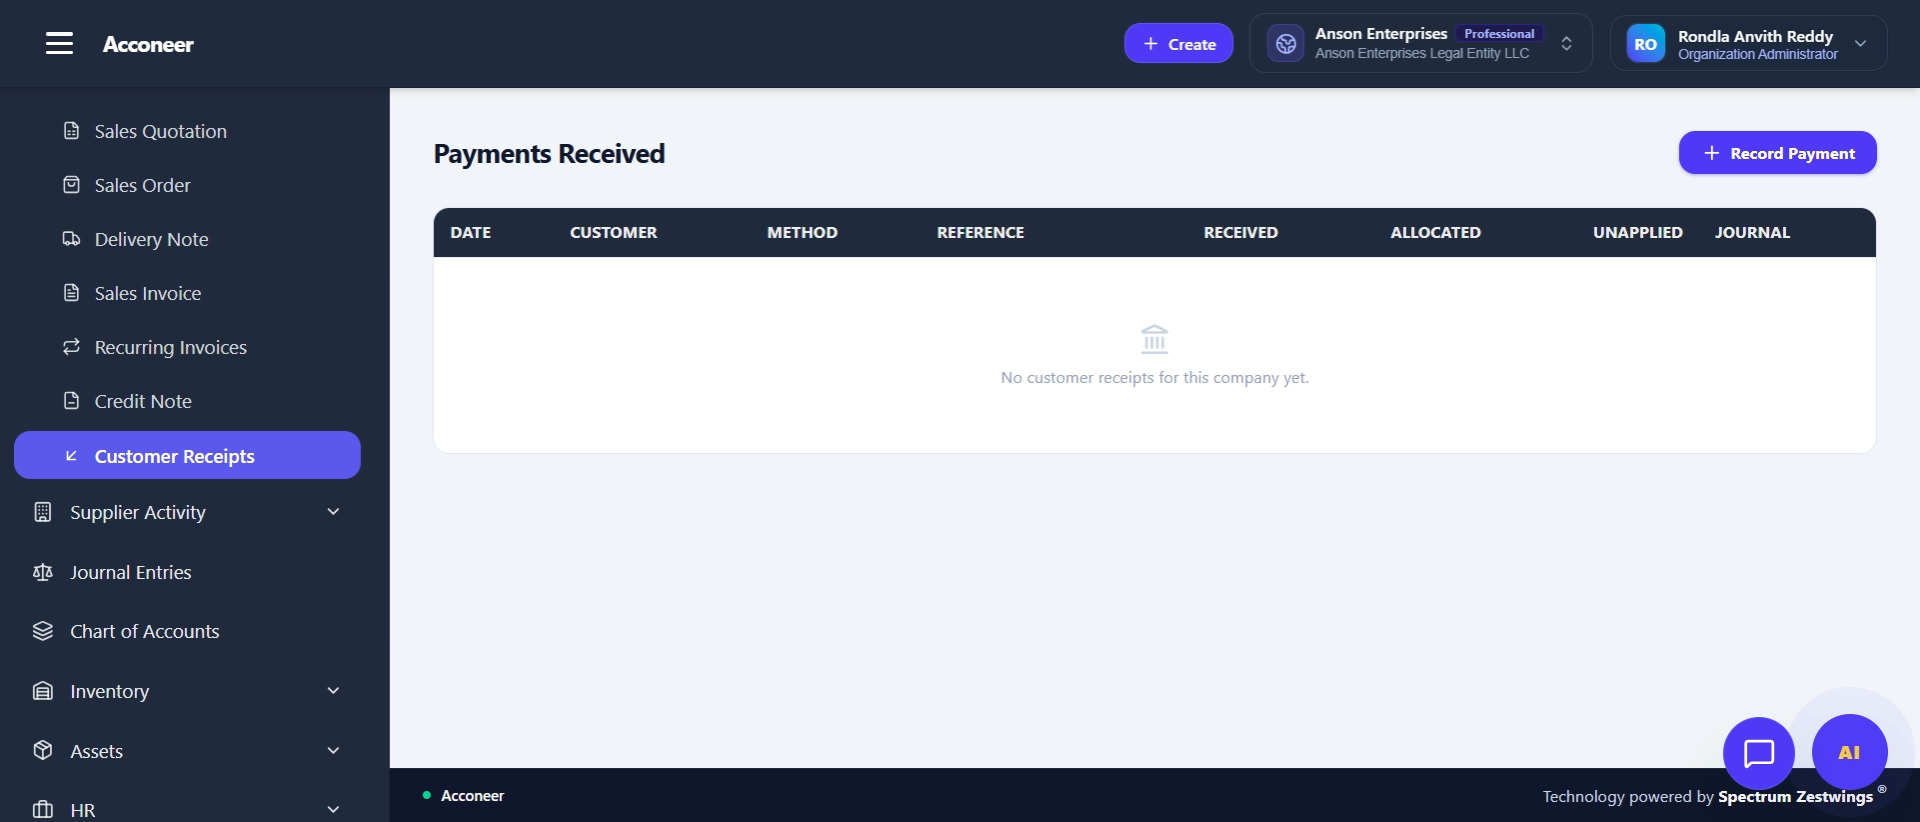 Acconeer
Create
Anson Enterprises Professional
Anson Enterprises Legal Entity LLC
RO
Rondla Anvith Reddy
Organization Administrator
Sales Quotation
Sales Order
Delivery Note
Sales Invoice
Recurring Invoices
Credit Note
Customer Receipts
Supplier Activity
Journal Entries
Chart of Accounts
Inventory
Assets
HR
Payments Received
Record Payment
DATE CUSTOMER METHOD REFERENCE RECEIVED ALLOCATED UNAPPLIED JOURNAL
No customer receipts for this company yet.
AI
Acconeer
Technology powered by Spectrum Zestwings ®